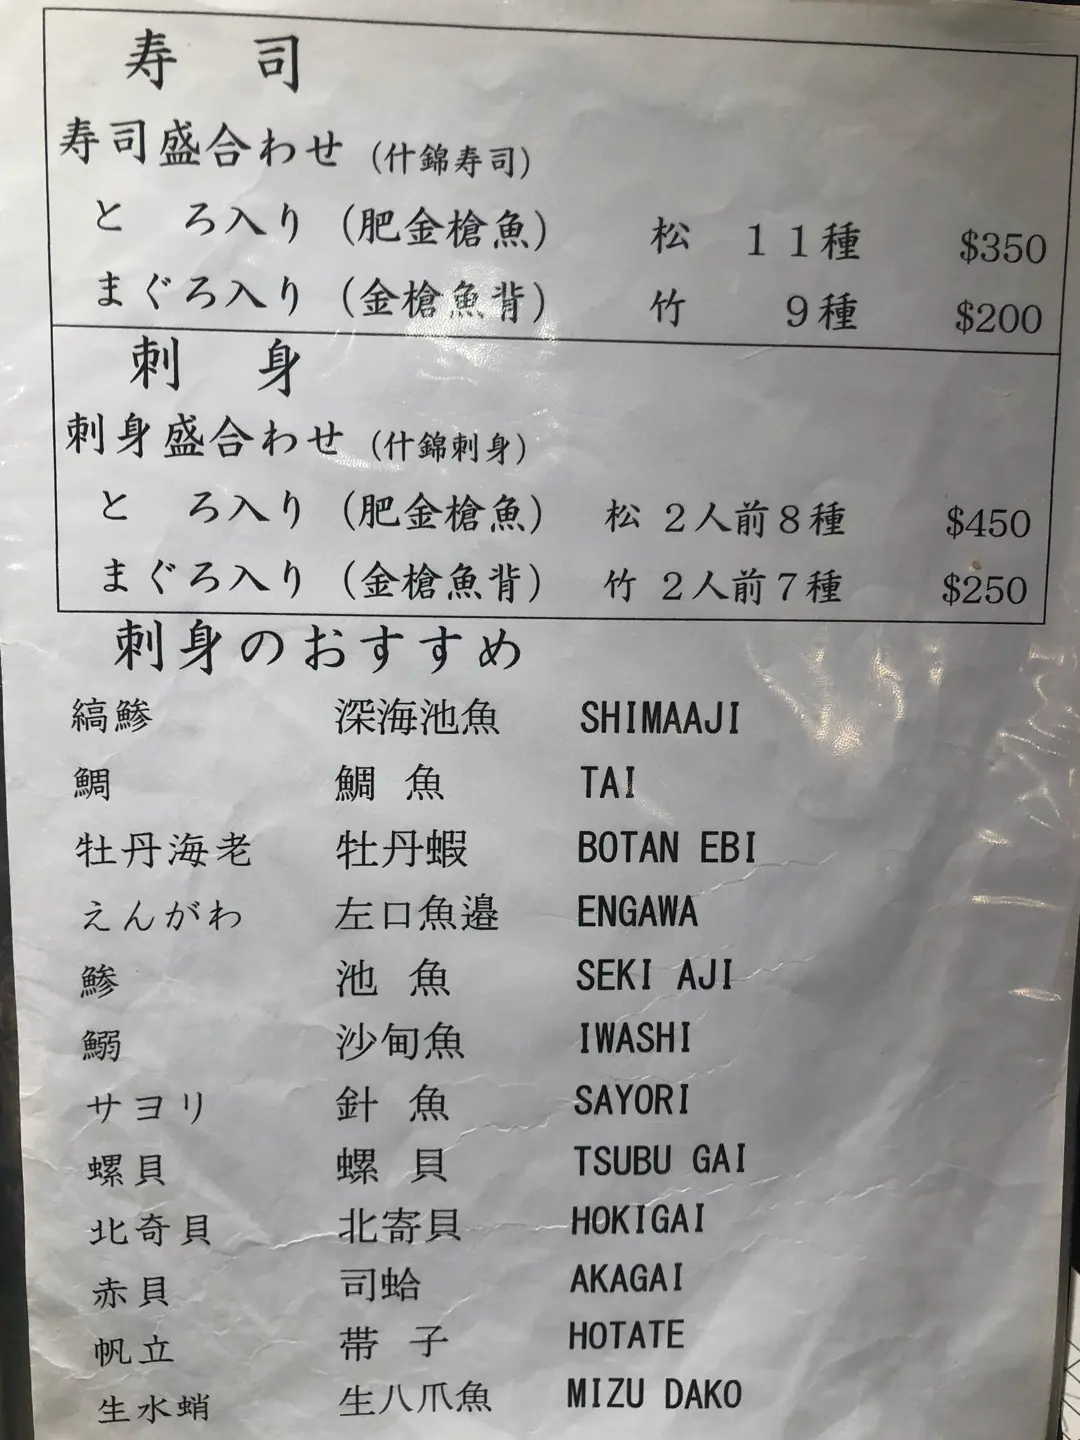 寿 司
寿司盛合わせ (什錦寿司)
と ろ入り (肥金槍魚) 松 11種 $350
まぐろ入り (金槍魚背) 竹 9種 $200
刺 身
刺身盛合わせ (什錦刺身)
と ろ入り (肥金槍魚) 松 2人前8種 $450
まぐろ入り (金槍魚背) 竹 2人前7種 $250
刺身のおすすめ
縞鯵 深海池魚 SHIMAAJI
鯛 鯛 魚 TAI
牡丹海老 牡丹蝦 BOTAN EBI
えんがわ 左口魚邉 ENGAWA
鯵 池 魚 SEKI AJI
鰯 沙甸魚 IWASHI
サヨリ 針 魚 SAYORI
螺貝 螺 貝 TSUBU GAI
北奇貝 北寄貝 HOKIGAI
赤貝 司蛤 AKAGAI
帆立 帯 子 HOTATE
生水蛸 生八爪魚 MIZU DAKO